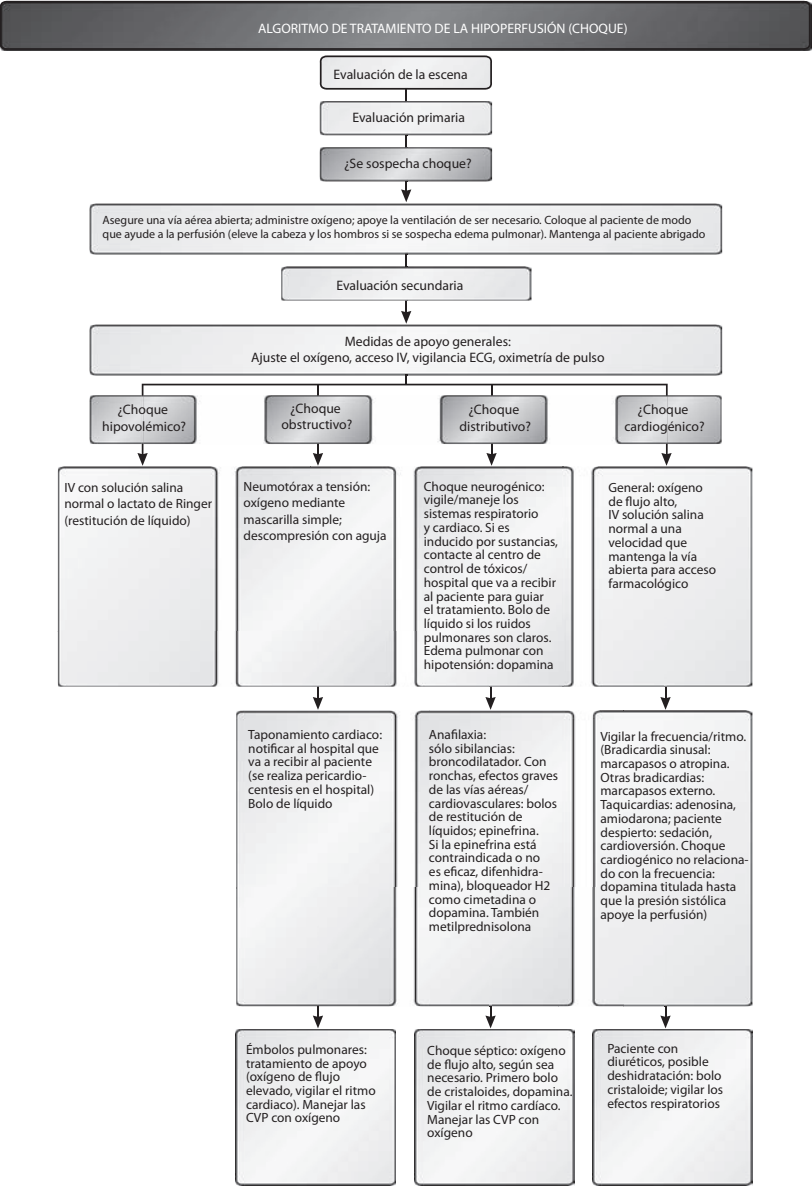 ALGORITMO DE TRATAMIENTO DE LA HIPOPERFUSIÓN (CHOQUE)
Evaluación de la escena
Evaluación primaria
¿Se sospecha choque?
Asegure una vía aérea abierta; administre oxígeno; apoye la ventilación de ser necesario. Coloque al paciente de modo
que ayude a la perfusión (eleve la cabeza y los hombros si se sospecha edema pulmonar). Mantenga al paciente abrigado
Evaluación secundaria
Medidas de apoyo generales:
Ajuste el oxígeno, acceso IV, vigilancia ECG, oximetría de pulso
¿Choque
hipovolémico?
IV con solución salina
normal o lactato de Ringer
(restitución de líquido)
¿Choque
obstructivo?
Neumotórax a tensión:
oxígeno mediante
mascarilla simple;
descompresión con aguja
Taponamiento cardiaco:
notificar al hospital que
va a recibir al paciente
(se realiza pericardio-
centesis en el hospital)
Bolo de líquido
Émbolos pulmonares:
tratamiento de apoyo
(oxígeno de flujo
elevado, vigilar el ritmo
cardiaco). Manejar las
CVP con oxígeno
¿Choque
distributivo?
Choque neurogénico:
vigile/maneje los
sistemas respiratorio
y cardiaco. Si es
inducido por sustancias,
contacte al centro de
control de tóxicos/
hospital que va a recibir
al paciente para guiar
el tratamiento. Bolo de
líquido si los ruidos
pulmonares son claros.
Edema pulmonar con
hipotensión: dopamina
Anafilaxia:
sólo sibilancias:
broncodilatador. Con
ronchas, efectos graves
de las vías aéreas/
cardiovasculares: bolos
de restitución de
líquidos; epinefrina.
Si la epinefrina está
contraindicada o no
es eficaz, difenhidra-
mina), bloqueador H2
como cimetadina o
dopamina. También
metilprednisolona
Choque séptico: oxígeno
de flujo alto, según sea
necesario. Primero bolo
de cristaloides, dopamina.
Vigilar el ritmo cardíaco.
Manejar las CVP con
oxígeno
¿Choque
cardiogénico?
General: oxígeno
de flujo alto,
IV solución salina
normal a una
velocidad que
mantenga la vía
abierta para acceso
farmacológico
Vigilar la frecuencia/ritmo.
(Bradicardia sinusal:
marcapasos o atropina.
Otras bradicardias:
marcapasos externo.
Taquicardias: adenosina,
amiodarona; paciente
despierto: sedación,
cardioversión. Choque
cardiogénico no relaciona-
do con la frecuencia:
dopamina titulada hasta
que la presión sistólica
apoye la perfusión)
Paciente con
diuréticos, posible
deshidratación: bolo
cristaloide; vigilar los
efectos respiratorios